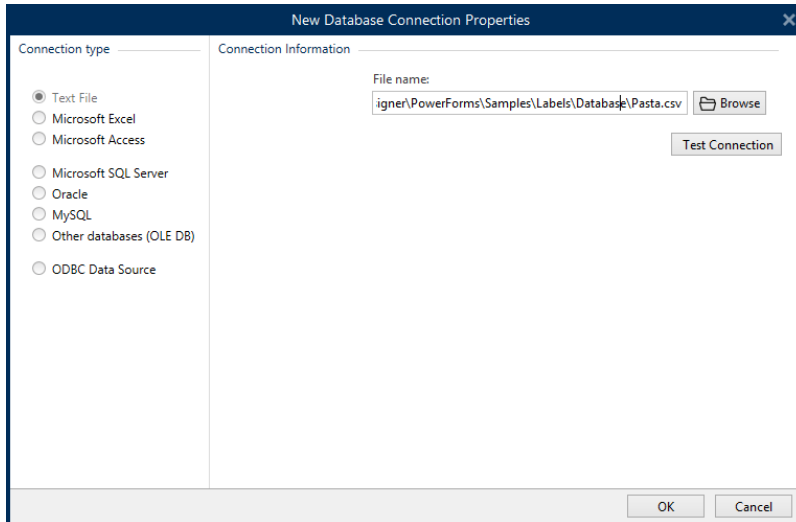 New Database Connection Properties
Connection type
Text File
Microsoft Excel
Microsoft Access
Microsoft SQL Server
Oracle
MySQL
Other databases (OLE DB)
ODBC Data Source
Connection Information
File name:
igner\PowerForms\Samples\Labels\Database\Pasta.csv
Browse
Test Connection
OK
Cancel